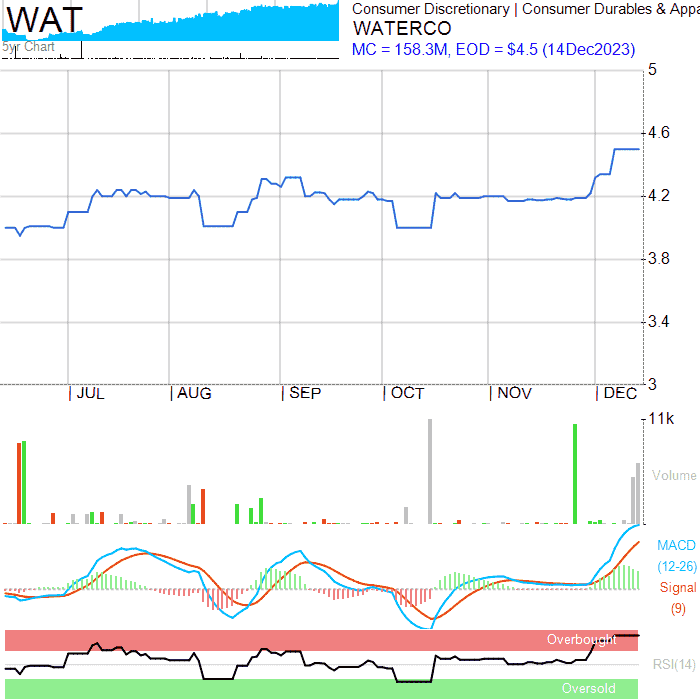 WAT
5yr Chart
Consumer Discretionary | Consumer Durables & Appa
WATERCO
MC = 158.3M, EOD = $4.5 (14Dec2023)
5
4.6
4.2
3.8
3.4
3
JUL AUG SEP OCT NOV DEC
11k
Volume
MACD
(12-26)
Signal
(9)
Overbought
RSI(14)
Oversold